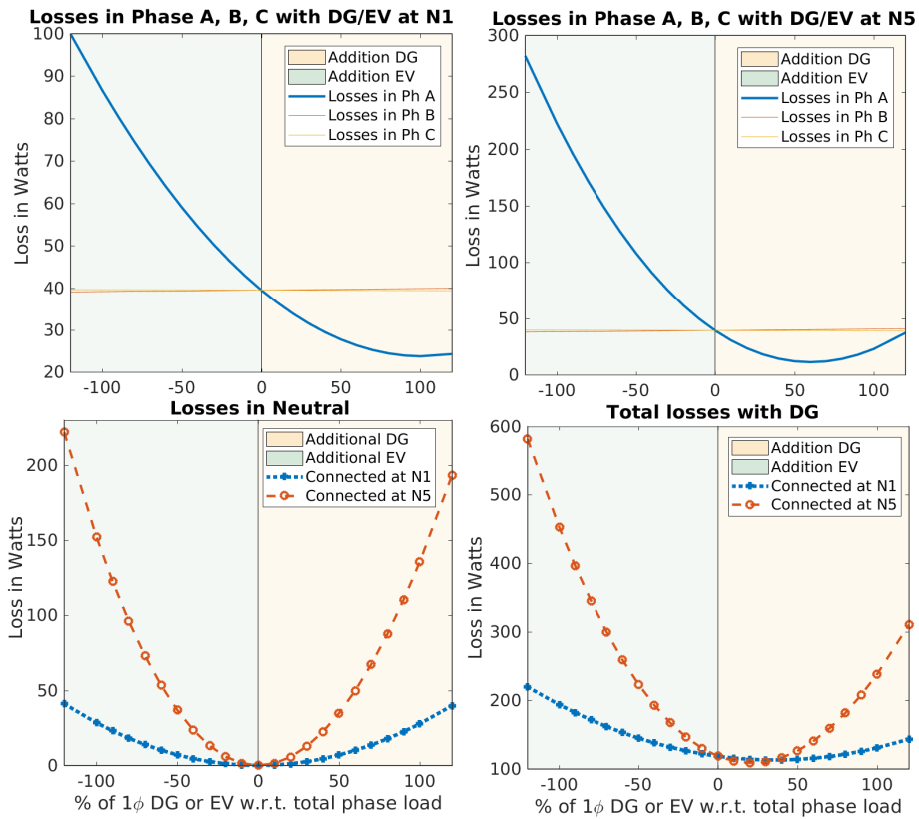 Losses in Phase A, B, C with DG/EV at N1
100
90
80
70
60
50
40
30
20
Loss in Watts
Addition DG
Addition EV
Losses in Ph A
Losses in Ph B
Losses in Ph C
-100
-50
0
50
100
Losses in Phase A, B, C with DG/EV at N5
300
250
200
150
100
50
0
Loss in Watts
Addition DG
Addition EV
Losses in Ph A
Losses in Ph B
Losses in Ph C
-100
-50
0
50
100
Losses in Neutral
200
150
100
50
0
Loss in Watts
Additional DG
Additional EV
Connected at N1
Connected at N5
-100
-50
0
50
100
% of 1ϕ DG or EV w.r.t. total phase load
Total losses with DG
600
500
400
300
200
100
Loss in Watts
Addition DG
Addition EV
Connected at N1
Connected at N5
-100
-50
0
50
100
% of 1ϕ DG or EV w.r.t. total phase load